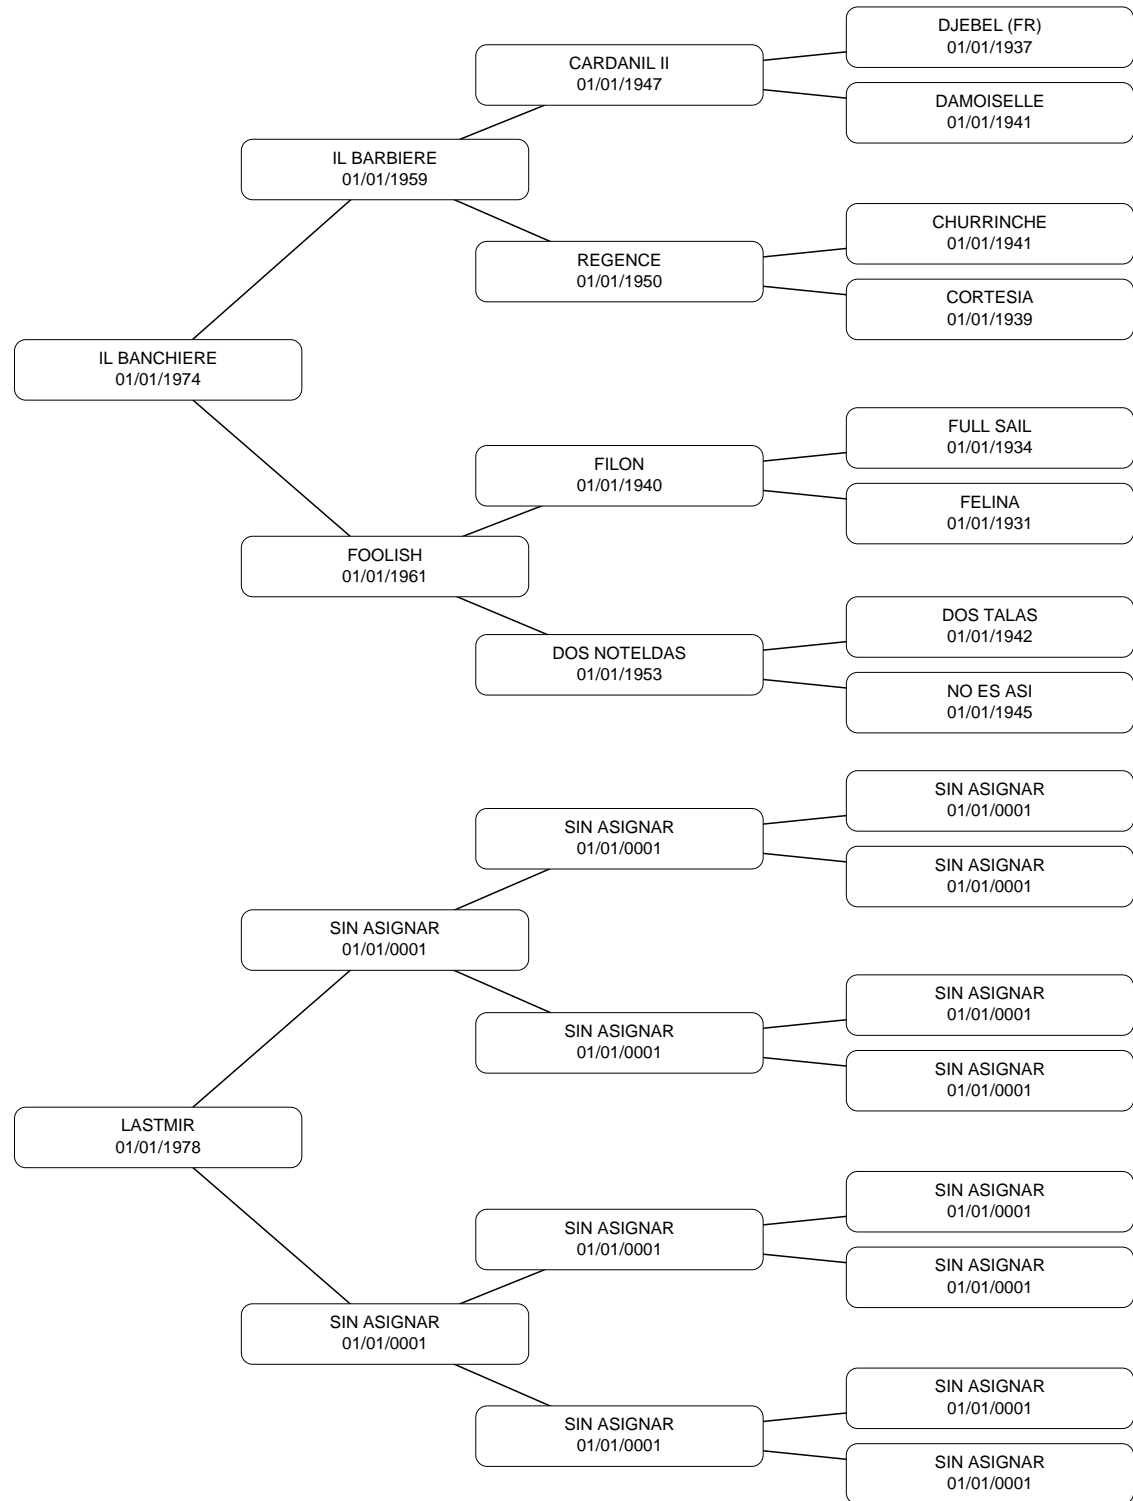 DJEBEL (FR)
01/01/1937
CARDANIL II
01/01/1947
DAMOISELLE
01/01/1941
IL BARBIERE
01/01/1959
CHURRINCHE
01/01/1941
REGENCE
01/01/1950
CORTESIA
01/01/1939
IL BANCHIERE
01/01/1974
FULL SAIL
01/01/1934
FILON
01/01/1940
FELINA
01/01/1931
FOOLISH
01/01/1961
DOS TALAS
01/01/1942
DOS NOTELDAS
01/01/1953
NO ES ASI
01/01/1945
SIN ASIGNAR
01/01/0001
SIN ASIGNAR
01/01/0001
SIN ASIGNAR
01/01/0001
SIN ASIGNAR
01/01/0001
SIN ASIGNAR
01/01/0001
SIN ASIGNAR
01/01/0001
SIN ASIGNAR
01/01/0001
LASTMIR
01/01/1978
SIN ASIGNAR
01/01/0001
SIN ASIGNAR
01/01/0001
SIN ASIGNAR
01/01/0001
SIN ASIGNAR
01/01/0001
SIN ASIGNAR
01/01/0001
SIN ASIGNAR
01/01/0001
SIN ASIGNAR
01/01/0001